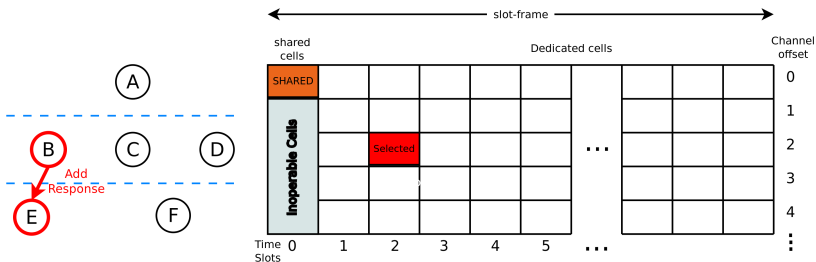 slot-frame
shared
cells
Dedicated cells
Channel
offset
A
SHARED
0
1
B
C
D
Add
Response
Inoperable Cells
Selected
...
2
3
E
F
4
Time
Slots
0
1
2
3
4
5
...
⋮